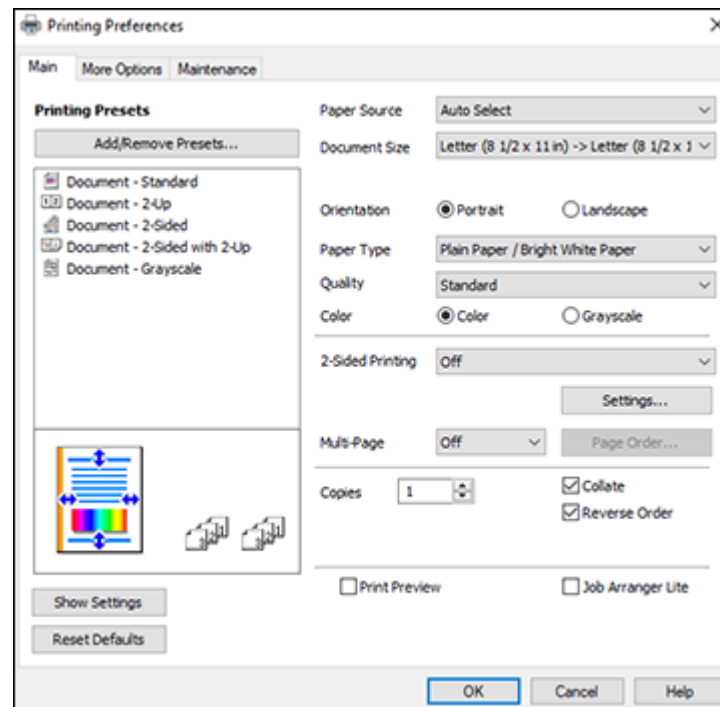 Printing Preferences
Main More Options Maintenance
Printing Presets
Add/Remove Presets...
Document - Standard
Document - 2-Up
Document - 2-Sided
Document - 2-Sided with 2-Up
Document - Grayscale
Show Settings
Reset Defaults
Paper Source Auto Select
Document Size Letter (8 1/2 x 11 in) -> Letter (8 1/2 x 1
Orientation Portrait Landscape
Paper Type Plain Paper / Bright White Paper
Quality Standard
Color Color Grayscale
2-Sided Printing Off
Settings...
Multi-Page Off Page Order...
Copies 1 Collate
Reverse Order
Print Preview Job Arranger Lite
OK Cancel Help